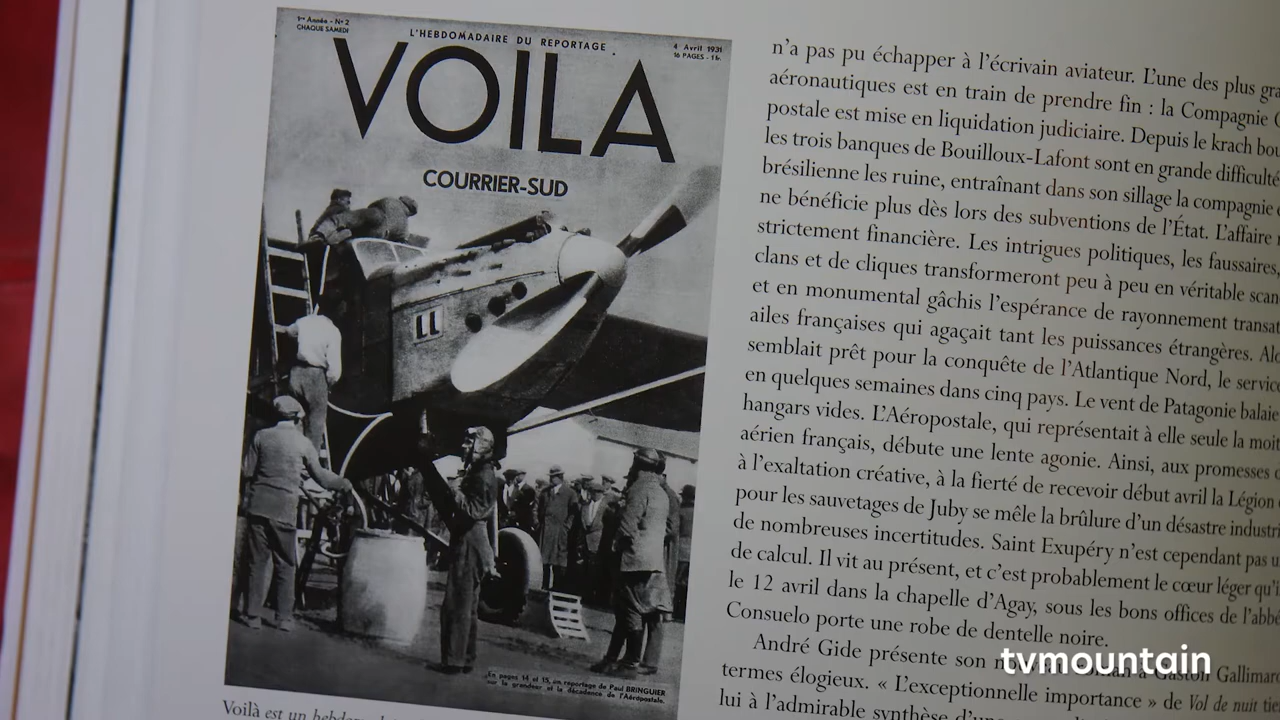 1re Année - N° 2
CHAQUE SAMEDI
L'HEBDOMADAIRE DU REPORTAGE
4 Avril 1931
16 PAGES - 1fr.
VOILA
COURRIER-SUD
LL
En pages 14 et 15, un reportage de Paul BRINGUIER
sur la grandeur et la décadence de l'Aéropostale.
Voilà est un
n'a pas pu échapper à l'écrivain aviateur. L'une des plus
aéronautiques est en train de prendre fin : la Compagnie
postale est mise en liquidation judiciaire. Depuis le krach
les trois banques de Bouilloux-Lafont sont en grande difficulté
brésilienne les ruine, entraînant dans son sillage la compagnie
ne bénéficie plus dès lors des subventions de l'État. L'affaire
strictement financière. Les intrigues politiques, les faussaires,
clans et de cliques transformeront peu à peu en véritable
et en monumental gâchis l'espérance de rayonnement
ailes françaises qui agaçait tant les puissances étrangères.
semblait prêt pour la conquête de l'Atlantique Nord, le
en quelques semaines dans cinq pays. Le vent de Patagonie balaie
hangars vides. L'Aéropostale, qui représentait à elle seule la
aérien français, débute une lente agonie. Ainsi, aux promesses
à l'exaltation créative, à la fierté de recevoir début avril la Légion
pour les sauvetages de Juby se mêle la brûlure d'un désastre
de nombreuses incertitudes. Saint Exupéry n'est cependant pas
de calcul. Il vit au présent, et c'est probablement le cœur léger
le 12 avril dans la chapelle d'Agay, sous les bons offices de
Consuelo porte une robe de dentelle noire.
André Gide présente son à Gaston
termes élogieux. « L'exceptionnelle importance » de Vol de nuit
lui à l'admirable synthèse
tvmountain